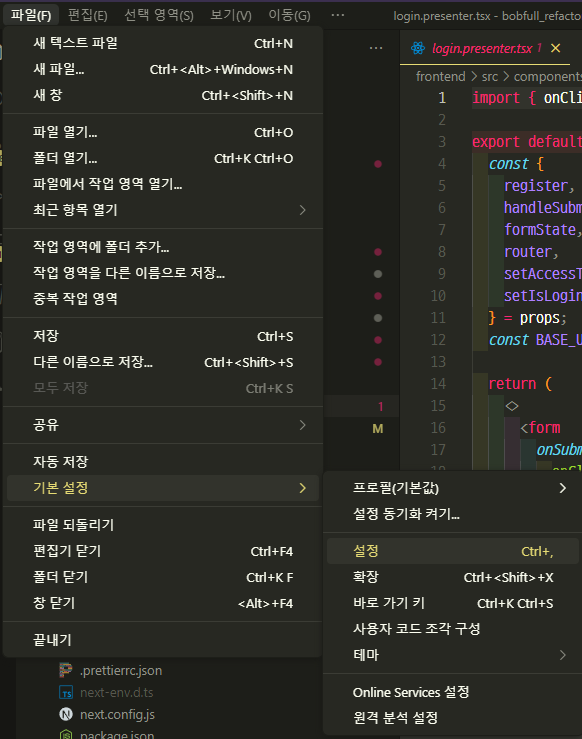 파일(F) 편집(E) 선택 영역(S) 보기(V) 이동(G) ··· login.presenter.tsx - bobfull_refacto
새 텍스트 파일 Ctrl+N
새 파일... Ctrl+<Alt>+Windows+N
새 창 Ctrl+<Shift>+N
파일 열기... Ctrl+O
폴더 열기... Ctrl+K Ctrl+O
파일에서 작업 영역 열기...
최근 항목 열기
작업 영역에 폴더 추가...
작업 영역을 다른 이름으로 저장...
중복 작업 영역
저장 Ctrl+S
다른 이름으로 저장... Ctrl+<Shift>+S
모두 저장 Ctrl+K S
공유
자동 저장
기본 설정
파일 되돌리기
편집기 닫기 Ctrl+F4
폴더 닫기 Ctrl+K F
창 닫기 <Alt>+F4
끝내기
프로필(기본값)
설정 동기화 켜기...
설정 Ctrl+,
확장 Ctrl+<Shift>+X
바로 가기 키 Ctrl+K Ctrl+S
사용자 코드 조각 구성
테마
Online Services 설정
원격 분석 설정
··· login.presenter.tsx 1 ×
frontend > src > components
1 import { onCli
2
3 export default
4 const {
5 register,
6 handleSubm
7 formState,
8 router,
9 setAccessT
10 setIsLogin
11 } = props;
12 const BASE_U
13
14 return (
15 <>
16 <form
17 onSubm
1
M
.prettierrc.json
TS next-env.d.ts
N next.config.js
package.json